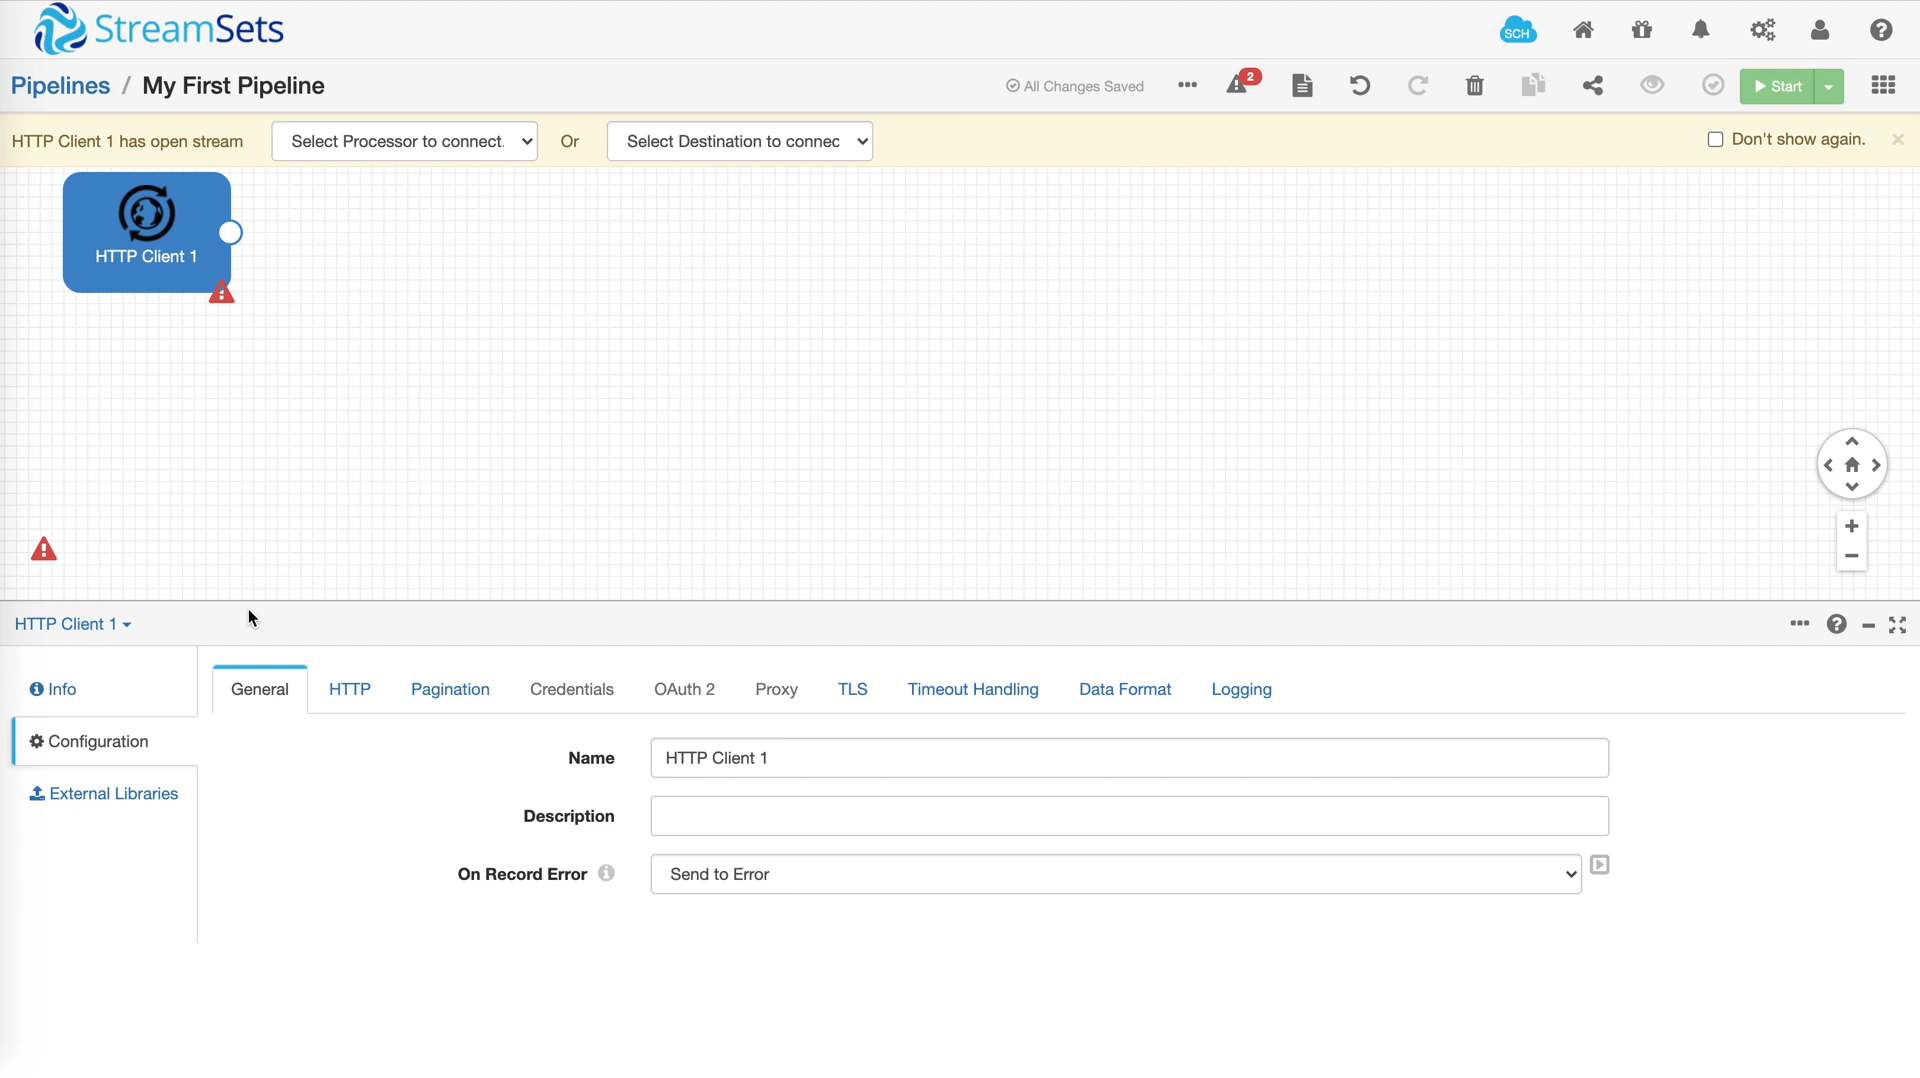 StreamSets
SCH
Pipelines / My First Pipeline
All Changes Saved
2
Start
HTTP Client 1 has open stream
Select Processor to connect.
Or
Select Destination to connec
Don't show again.
HTTP Client 1
HTTP Client 1
Info
Configuration
External Libraries
General HTTP Pagination Credentials OAuth 2 Proxy TLS Timeout Handling Data Format Logging
Name HTTP Client 1
Description
On Record Error Send to Error